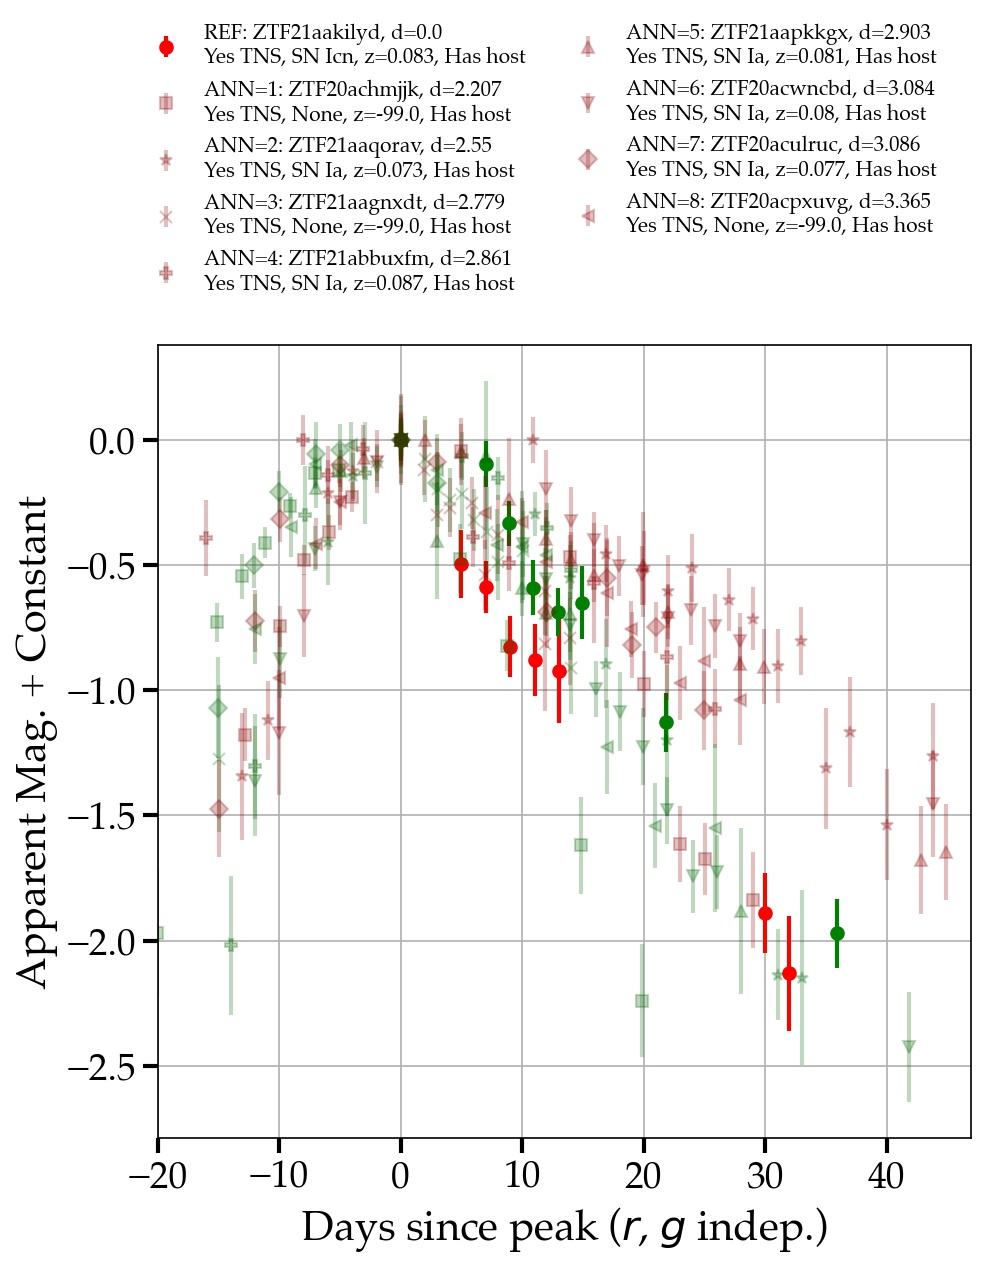 REF: ZTF21aakilyd, d=0.0
Yes TNS, SN Icn, z=0.083, Has host
ANN=1: ZTF20achmjjk, d=2.207
Yes TNS, None, z=-99.0, Has host
ANN=2: ZTF21aaqorav, d=2.55
Yes TNS, SN Ia, z=0.073, Has host
ANN=3: ZTF21aagnxdt, d=2.779
Yes TNS, None, z=-99.0, Has host
ANN=4: ZTF21abbuxfm, d=2.861
Yes TNS, SN Ia, z=0.087, Has host
ANN=5: ZTF21aapkkgx, d=2.903
Yes TNS, SN Ia, z=0.081, Has host
ANN=6: ZTF20acwncbd, d=3.084
Yes TNS, SN Ia, z=0.08, Has host
ANN=7: ZTF20aculruc, d=3.086
Yes TNS, SN Ia, z=0.077, Has host
ANN=8: ZTF20acpxuvg, d=3.365
Yes TNS, None, z=-99.0, Has host
Apparent Mag. + Constant
0.0
−0.5
−1.0
−1.5
−2.0
−2.5
−20 −10 0 10 20 30 40
Days since peak (r, g indep.)